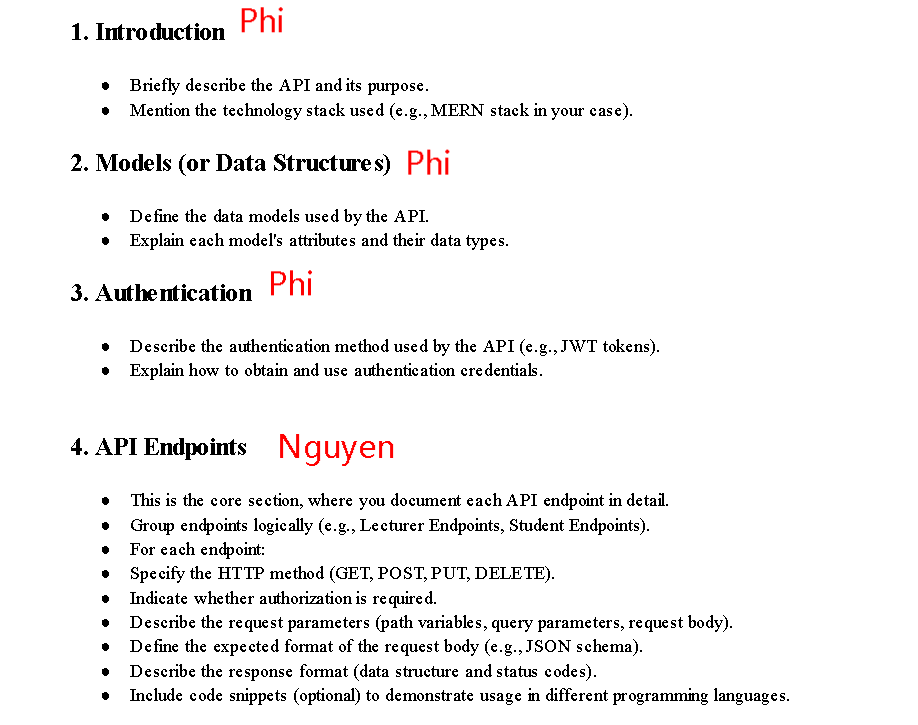 1. Introduction Phi
● Briefly describe the API and its purpose.
● Mention the technology stack used (e.g., MERN stack in your case).
2. Models (or Data Structures) Phi
● Define the data models used by the API.
● Explain each model's attributes and their data types.
3. Authentication Phi
● Describe the authentication method used by the API (e.g., JWT tokens).
● Explain how to obtain and use authentication credentials.
4. API Endpoints Nguyen
● This is the core section, where you document each API endpoint in detail.
● Group endpoints logically (e.g., Lecturer Endpoints, Student Endpoints).
● For each endpoint:
● Specify the HTTP method (GET, POST, PUT, DELETE).
● Indicate whether authorization is required.
● Describe the request parameters (path variables, query parameters, request body).
● Define the expected format of the request body (e.g., JSON schema).
● Describe the response format (data structure and status codes).
● Include code snippets (optional) to demonstrate usage in different programming languages.